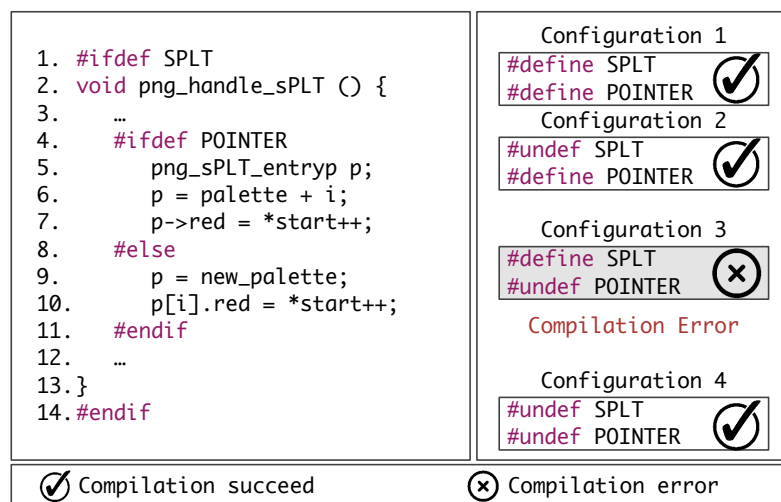 1. #ifdef SPLT
2. void png_handle_sPLT () {
3. …
4. #ifdef POINTER
5. png_sPLT_entryp p;
6. p = palette + i;
7. p->red = *start++;
8. #else
9. p = new_palette;
10. p[i].red = *start++;
11. #endif
12. …
13.}
14.#endif
Configuration 1
#define SPLT
#define POINTER
Configuration 2
#undef SPLT
#define POINTER
Configuration 3
#define SPLT
#undef POINTER
Compilation Error
Configuration 4
#undef SPLT
#undef POINTER
Compilation succeed
Compilation error